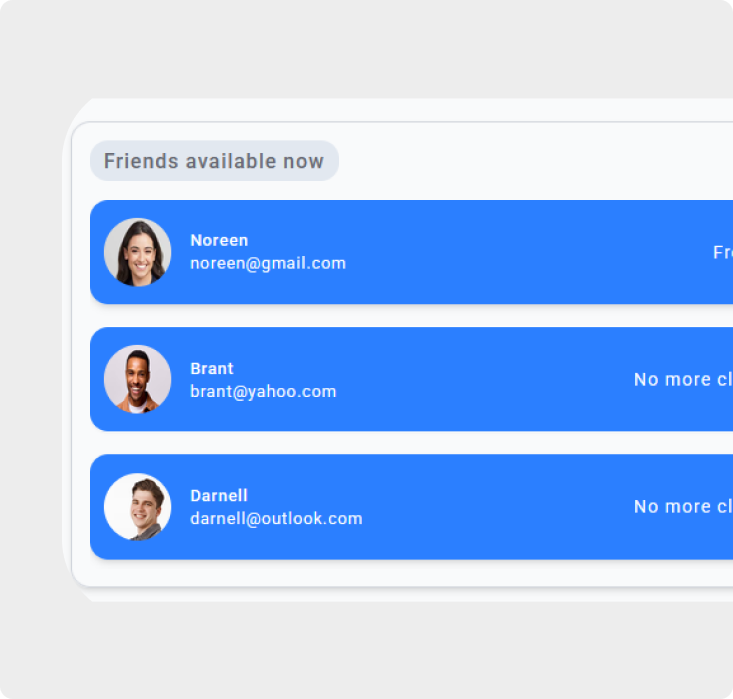 Friends available now
Noreen
noreen@gmail.com
Brant
brant@yahoo.com
No more
Darnell
darnell@outlook.com
No more